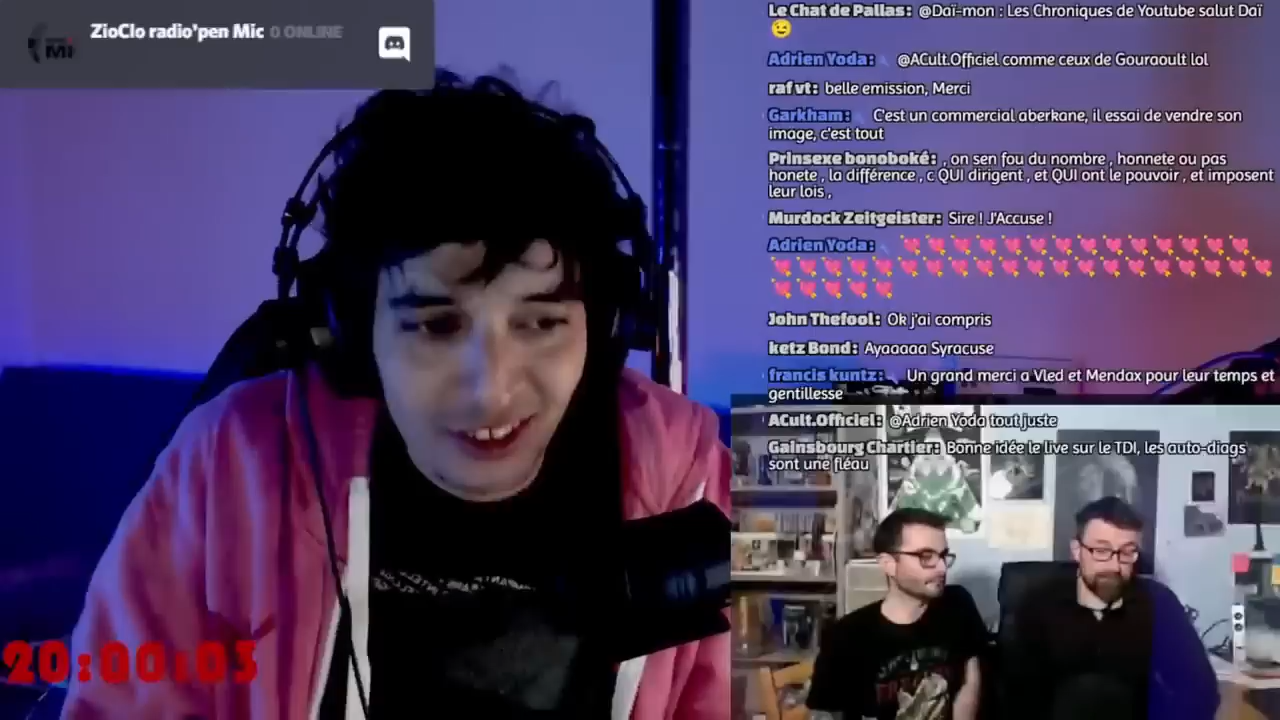 ZioClo radio'pen Mic 0 ONLINE
MI
Le Chat de Pallas: @Daï-mon : Les Chroniques de Youtube salut Daï
😉
Adrien Yoda: @ACult.Officiel comme ceux de Gouraoult lol
raf vt: belle emission, Merci
Garkham: C'est un commercial aberkane, il essai de vendre son
image, c'est tout
Prinsexe bonoboké: , on sen fou du nombre , honnete ou pas
honete , la différence , c QUI dirigent , et QUI ont le pouvoir , et imposent
leur lois ,
Murdock Zeitgeister: Sire ! J'Accuse !
Adrien Yoda: 💘💘💘💘💘💘💘💘💘💘💘💘💘💘
💘💘💘💘💘💘💘💘💘💘💘💘💘💘💘💘💘💘💘💘
💘💘💘💘💘
John Thefool: Ok j'ai compris
ketz Bond: Ayaaaaa Syracuse
francis kuntz: Un grand merci a Vled et Mendax pour leur temps et
gentillesse
ACult.Officiel: @Adrien Yoda tout juste
Gainsbourg Chartier: Bonne idée le live sur le TDI, les auto-diags
sont une fléau
20:00:03